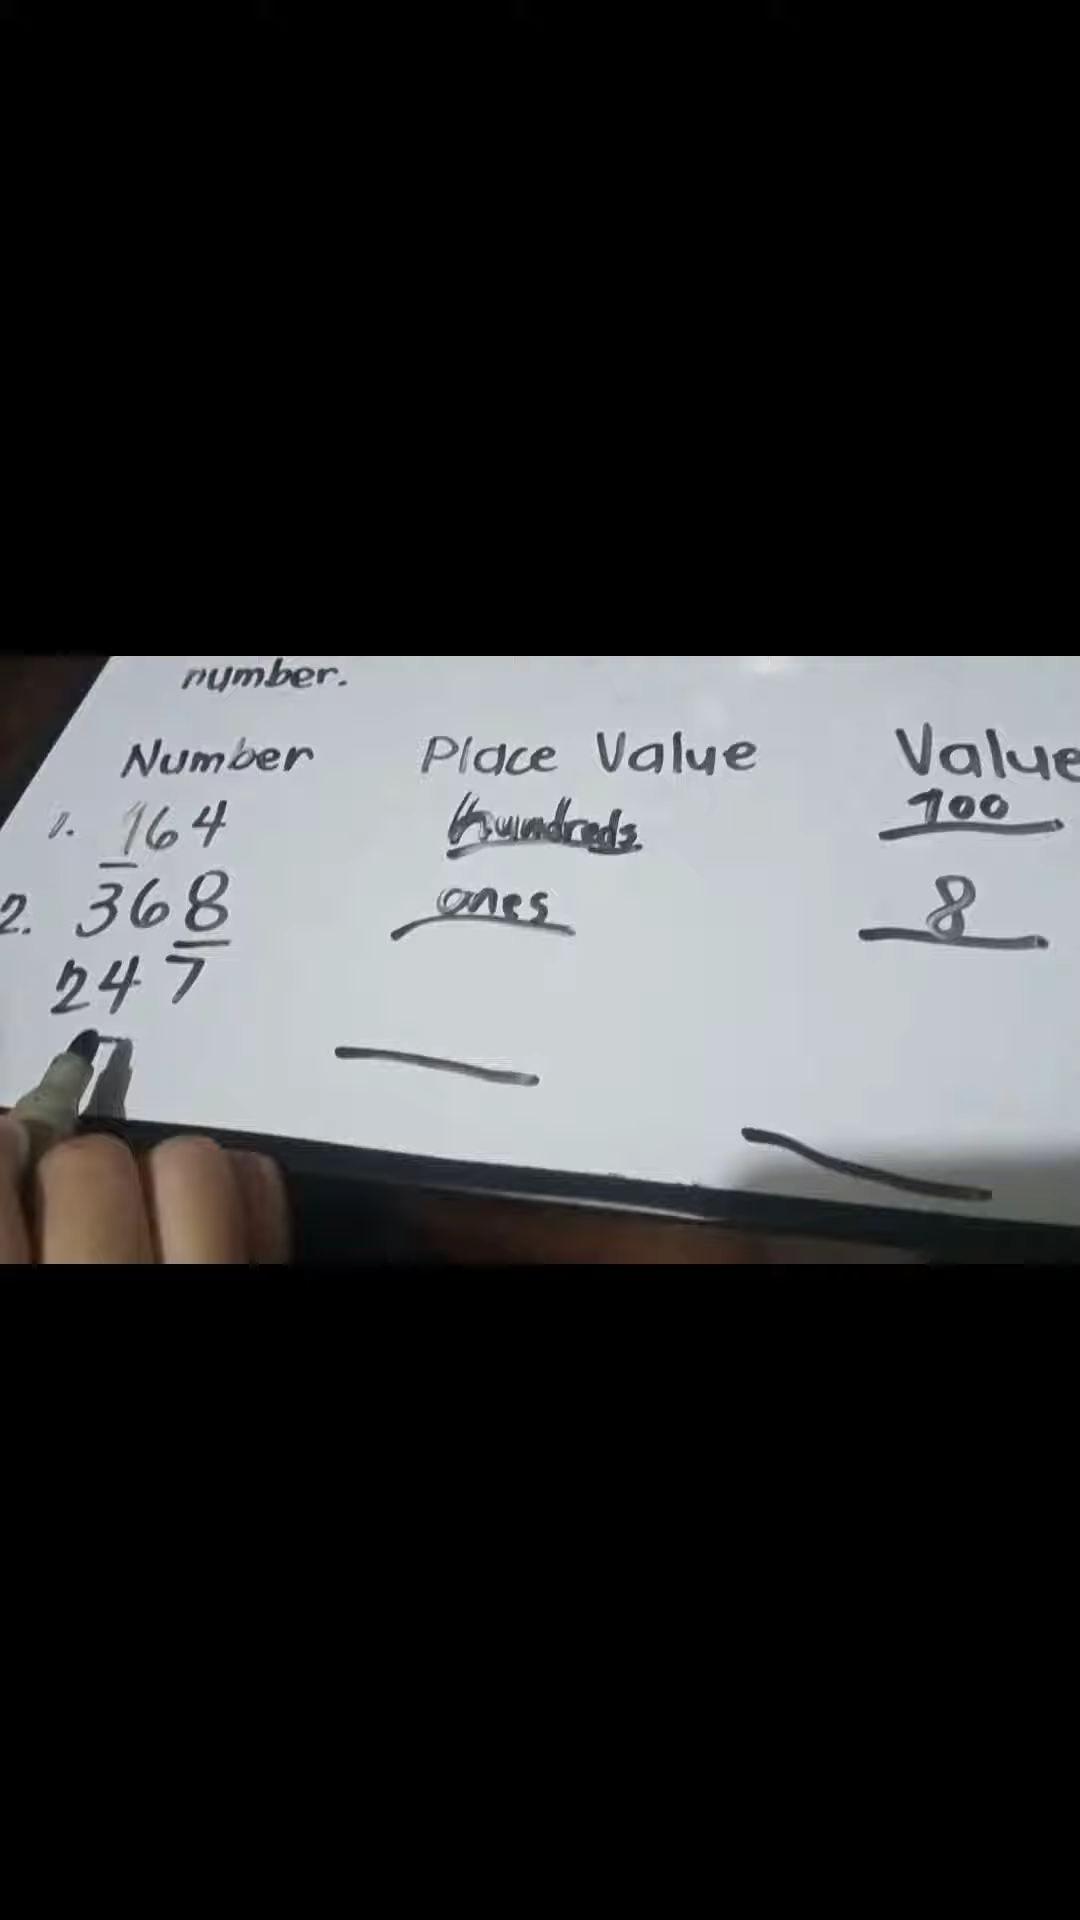 number.
Number Place Value Value
1. 164 hundreds 100
2. 368 ones 8
247